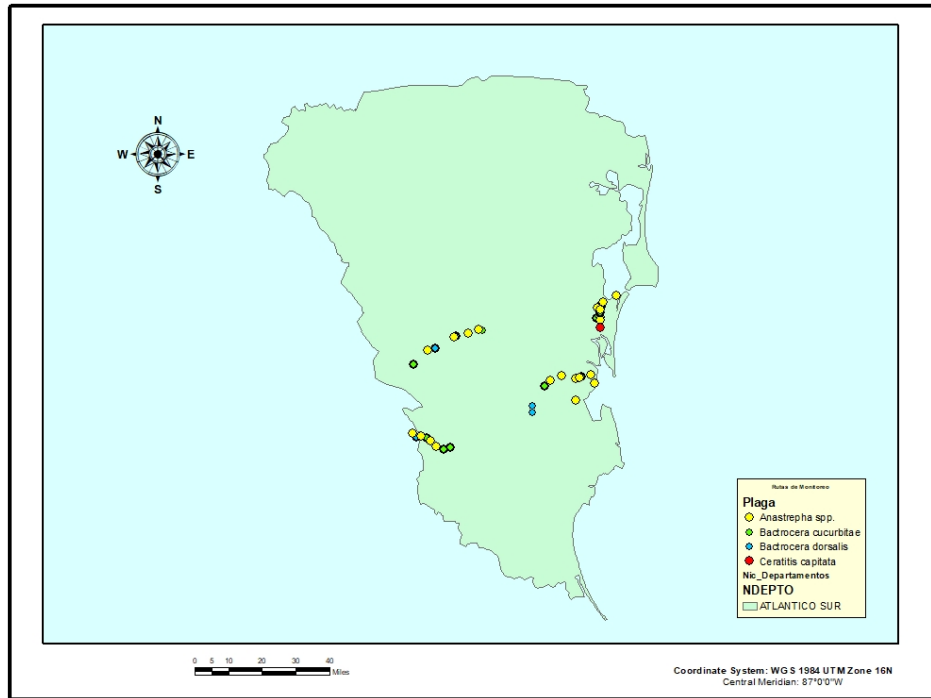 N
W E
S
Rutas de Monitoreo
Plaga
Anastrepha spp.
Bactrocera cucurbitae
Bactrocera dorsalis
Ceratitis capitata
Nic_Departamentos
NDEPTO
ATLANTICO SUR
0 5 10 20 30 40
Miles
Coordinate System: WGS 1984 UTM Zone 16N
Central Meridian: 87°0'0"W